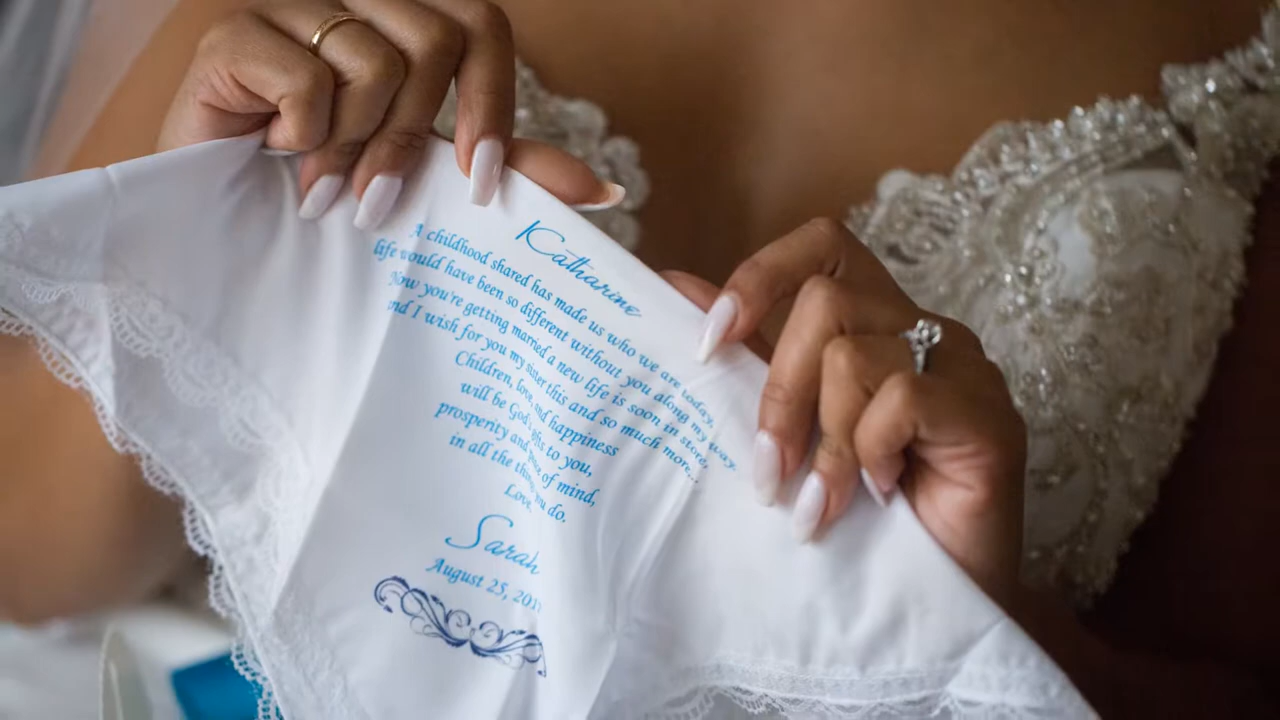 Katharine
A childhood shared has made us who we are today,
life would have been so different without you along my way.
Now you're getting married a new life is soon in store,
and I wish for you my sister this and so much more...
Children, love, and happiness
will be God's gifts to you,
prosperity and peace of mind,
in all the things you do.
Love,
Sarah
August 25,